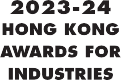 2023-24
HONG KONG
AWARDS FOR
INDUSTRIES